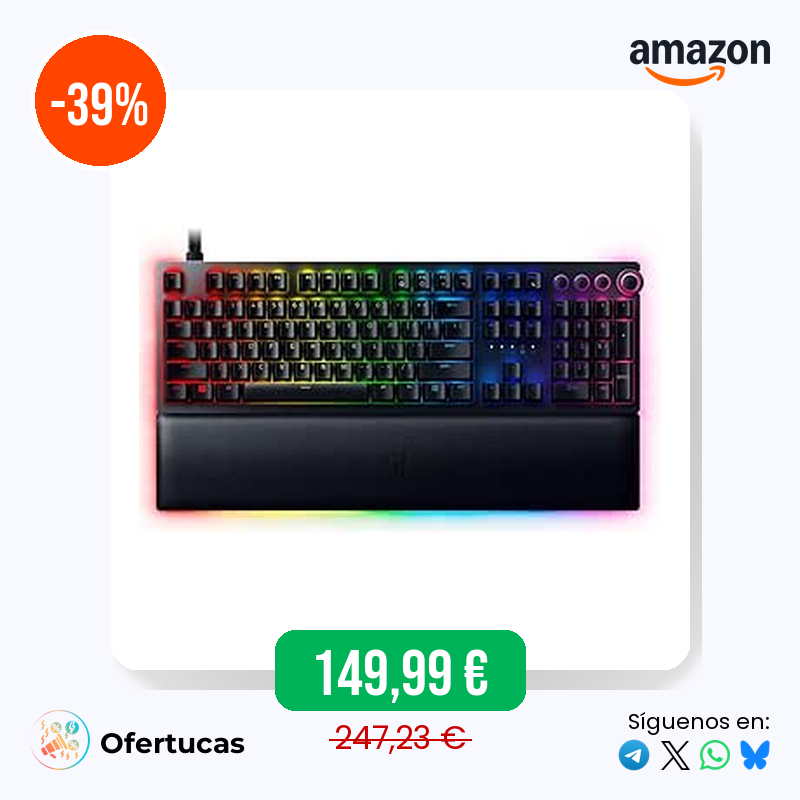 -39%
amazon
149,99 €
247,23 €
Ofertucas
Síguenos en: